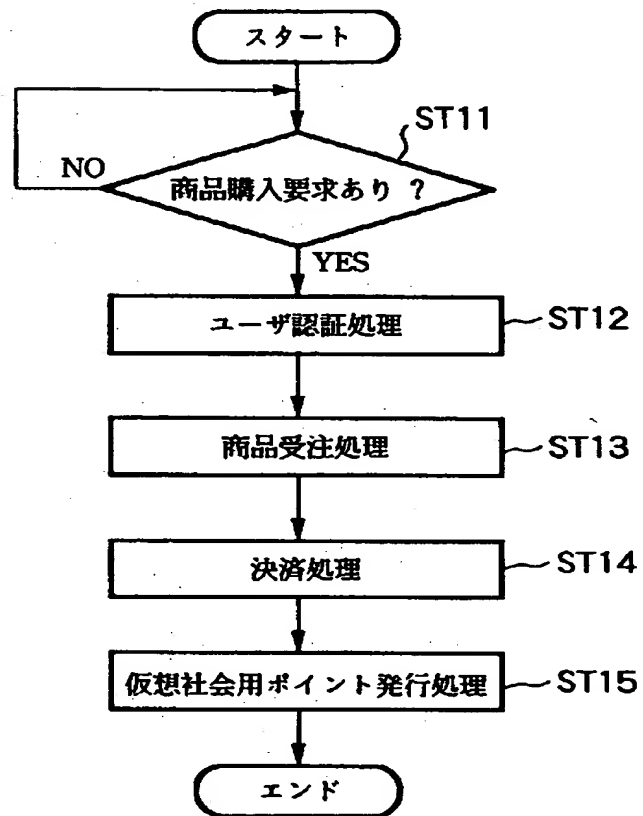 スタート
ST11
NO
商品購入要求あり ?
YES
ユーザ認証処理
ST12
商品受注処理
ST13
決済処理
ST14
仮想社会用ポイント発行処理
ST15
エンド